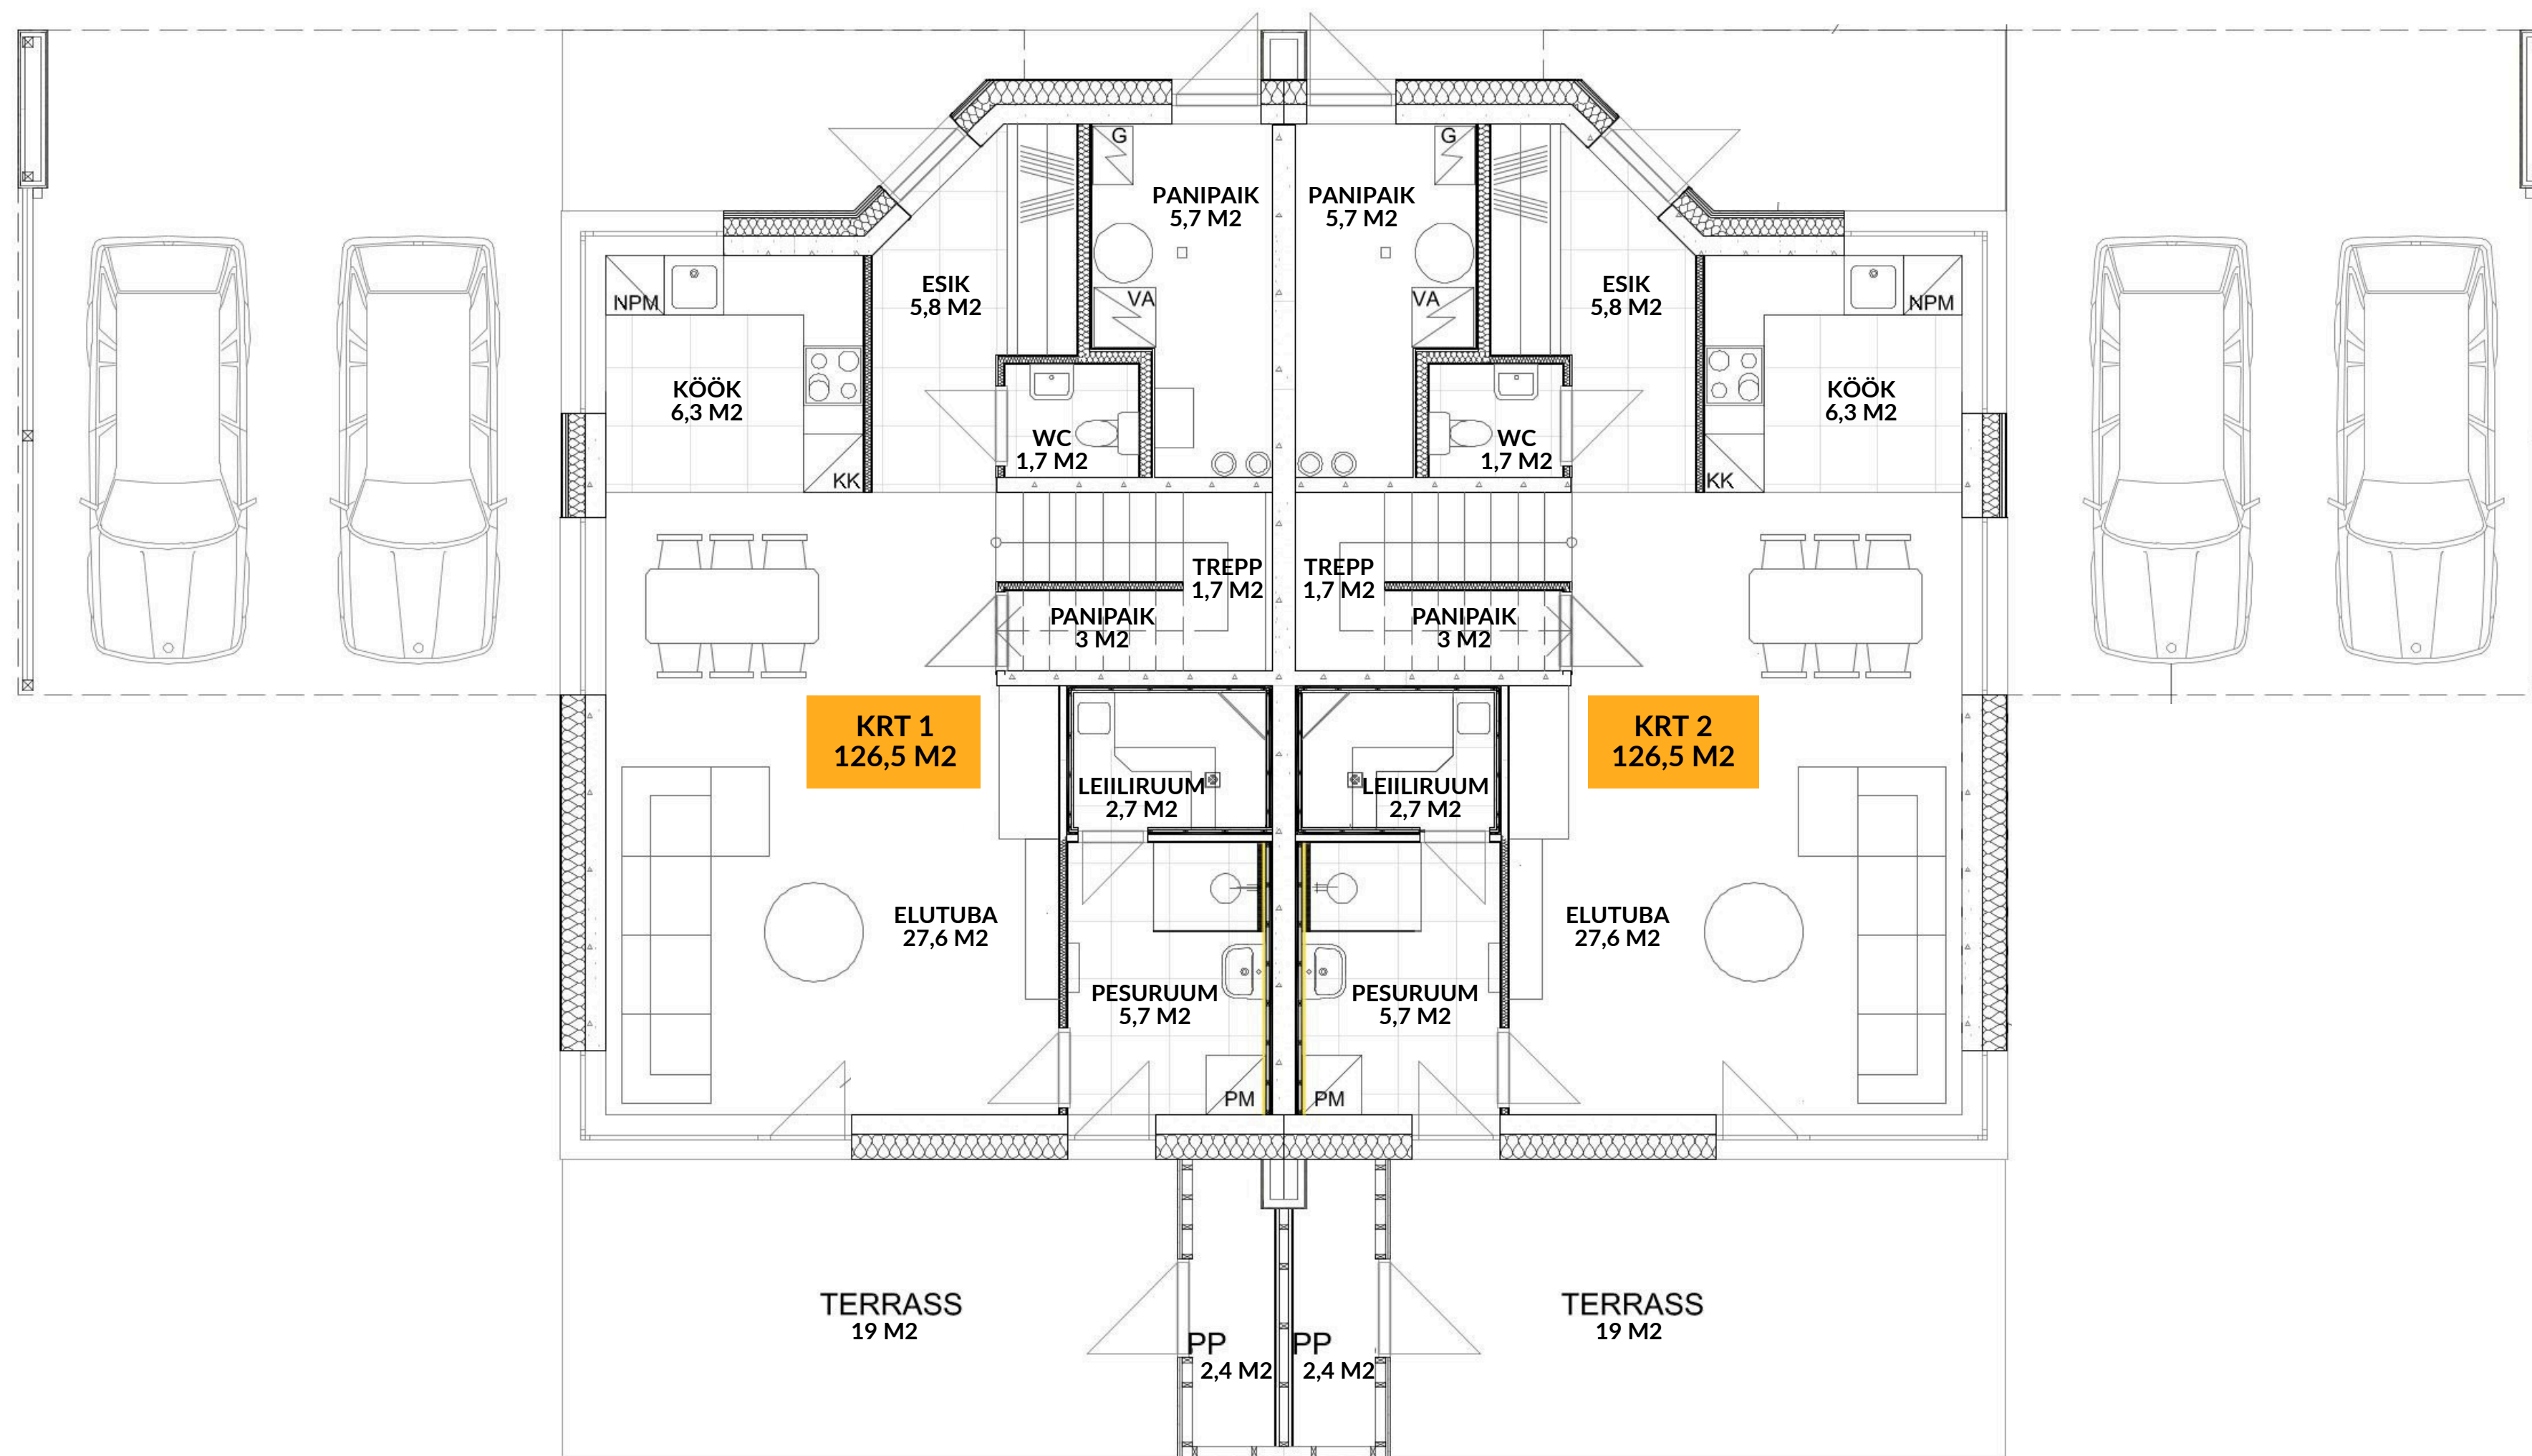 G
G
PANIPAIK
5,7 M2
PANIPAIK
5,7 M2
ESIK
5,8 M2
ESIK
5,8 M2
VA
VA
NPM
NPM
KÖÖK
6,3 M2
KÖÖK
6,3 M2
WC
1,7 M2
WC
1,7 M2
KK
KK
TREPP
1,7 M2
TREPP
1,7 M2
PANIPAIK
3 M2
PANIPAIK
3 M2
KRT 1
126,5 M2
KRT 2
126,5 M2
LEIILIRUUM
2,7 M2
LEIILIRUUM
2,7 M2
ELUTUBA
27,6 M2
ELUTUBA
27,6 M2
PESURUUM
5,7 M2
PESURUUM
5,7 M2
PM
PM
TERRASS
19 M2
TERRASS
19 M2
PP
2,4 M2
PP
2,4 M2